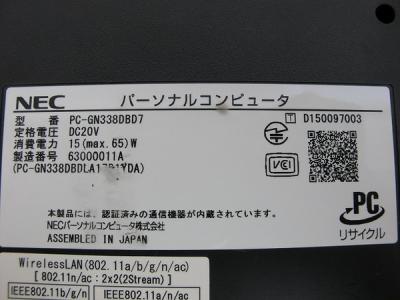 NEC パーソナルコンピュータ
型 番 PC-GN338DBD7
定格電圧 DC20V
消費電力 15(max.65)W
製造番号 63000011A
T D150097003
VCCI
本製品には、認証済みの通信機器が内蔵されています。
NECパーソナルコンピュータ株式会社
ASSEMBLED IN JAPAN
PC
リサイクル
WirelessLAN(802.11a/b/g/n/ac)
[ 802.11n/ac : 2x2(2Stream) ]
IEEE802.11b/g/n IEEE802.11a/n/ac